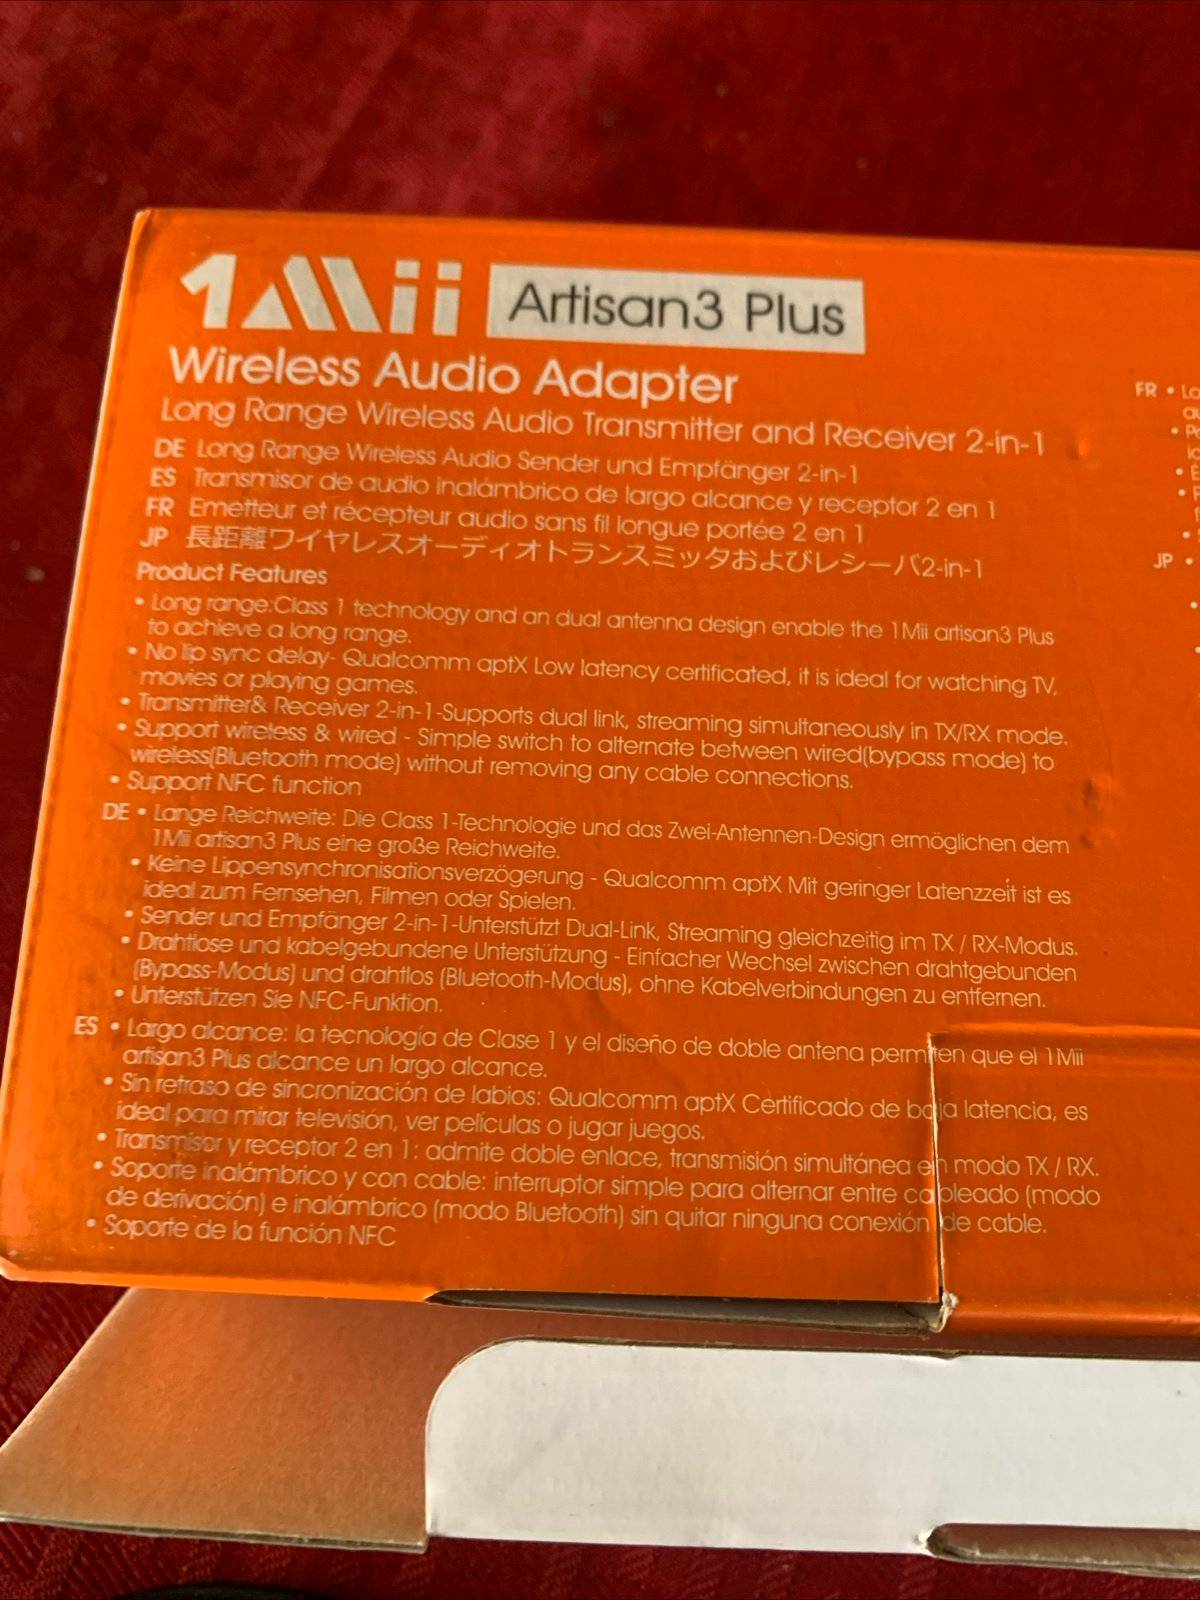 1Mii Artisan3 Plus
Wireless Audio Adapter
Long Range Wireless Audio Transmitter and Receiver 2-in-1
DE Long Range Wireless Audio Sender und Empfänger 2-in-1
ES Transmisor de audio inalámbrico de largo alcance y receptor 2 en 1
FR Emetteur et récepteur audio sans fil longue portée 2 en 1
JP 長距離ワイヤレスオーディオトランスミッタおよびレシーバ2-in-1
Product Features
• Long range:Class 1 technology and an dual antenna design enable the 1Mii artisan3 Plus
to achieve a long range.
• No lip sync delay- Qualcomm aptX Low latency certificated, it is ideal for watching TV,
movies or playing games.
• Transmitter& Receiver 2-in-1-Supports dual link, streaming simultaneously in TX/RX mode.
• Support wireless & wired - Simple switch to alternate between wired(bypass mode) to
wireless(Bluetooth mode) without removing any cable connections.
• Support NFC function
DE • Lange Reichweite: Die Class 1-Technologie und das Zwei-Antennen-Design ermöglichen dem
1Mii artisan3 Plus eine große Reichweite.
• Keine Lippensynchronisationsverzögerung - Qualcomm aptX Mit geringer Latenzzeit ist es
ideal zum Fernsehen, Filmen oder Spielen.
• Sender und Empfänger 2-in-1-Unterstützt Dual-Link, Streaming gleichzeitig im TX / RX-Modus.
• Drahtlose und kabelgebundene Unterstützung - Einfacher Wechsel zwischen drahtgebunden
(Bypass-Modus) und drahtlos (Bluetooth-Modus), ohne Kabelverbindungen zu entfernen.
• Unterstützen Sie NFC-Funktion.
ES • Largo alcance: la tecnología de Clase 1 y el diseño de doble antena permiten que el 1Mii
artisan3 Plus alcance un largo alcance.
• Sin retraso de sincronización de labios: Qualcomm aptX Certificado de baja latencia, es
ideal para mirar televisión, ver películas o jugar juegos.
• Transmisor y receptor 2 en 1: admite doble enlace, transmisión simultánea en modo TX / RX.
• Soporte inalámbrico y con cable: interruptor simple para alternar entre cableado (modo
de derivación) e inalámbrico (modo Bluetooth) sin quitar ninguna conexión de cable.
• Soporte de la función NFC
FR •
JP •